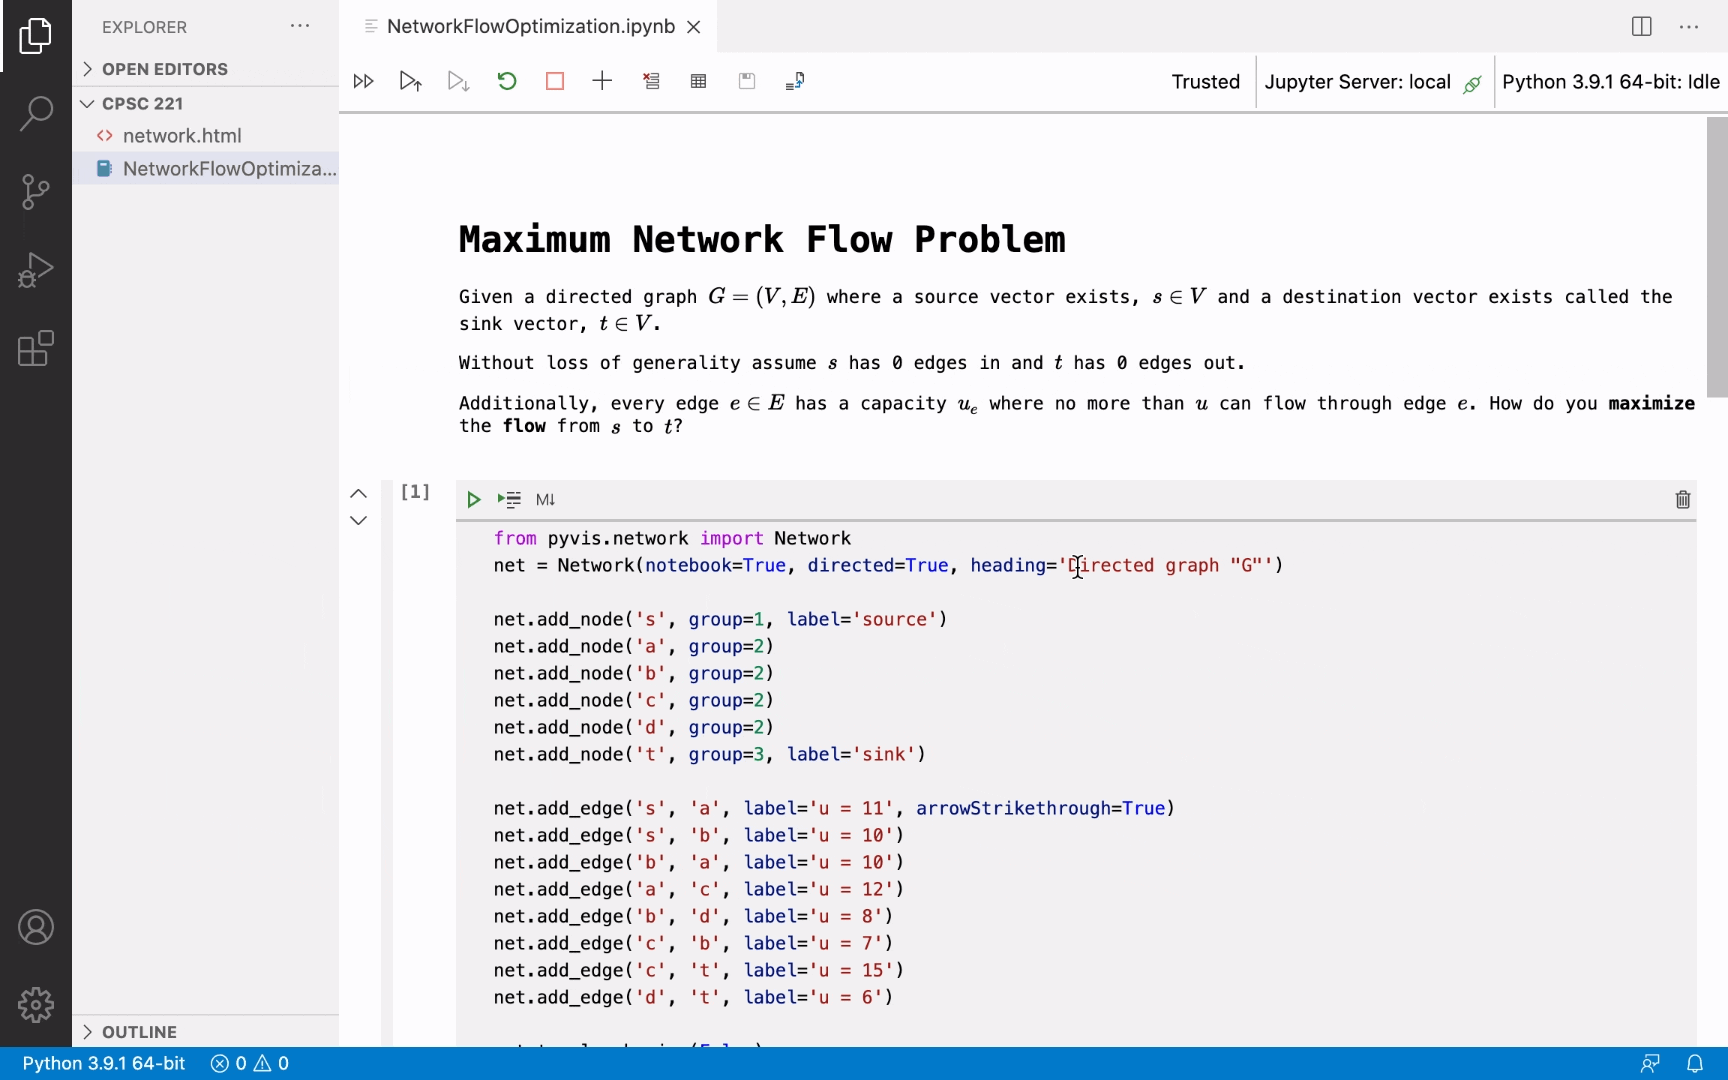 EXPLORER
NetworkFlowOptimization.ipynb
OPEN EDITORS
CPSC 221
network.html
NetworkFlowOptimiza...
Trusted
Jupyter Server: local
Python 3.9.1 64-bit: Idle
Maximum Network Flow Problem
Given a directed graph G = (V, E) where a source vector exists, s ∈ V and a destination vector exists called the
sink vector, t ∈ V.
Without loss of generality assume s has 0 edges in and t has 0 edges out.
Additionally, every edge e ∈ E has a capacity uₑ where no more than u can flow through edge e. How do you maximize
the flow from s to t?
[1]
M↓
from pyvis.network import Network
net = Network(notebook=True, directed=True, heading='Directed graph "G"')
net.add_node('s', group=1, label='source')
net.add_node('a', group=2)
net.add_node('b', group=2)
net.add_node('c', group=2)
net.add_node('d', group=2)
net.add_node('t', group=3, label='sink')
net.add_edge('s', 'a', label='u = 11', arrowStrikethrough=True)
net.add_edge('s', 'b', label='u = 10')
net.add_edge('b', 'a', label='u = 10')
net.add_edge('a', 'c', label='u = 12')
net.add_edge('b', 'd', label='u = 8')
net.add_edge('c', 'b', label='u = 7')
net.add_edge('c', 't', label='u = 15')
net.add_edge('d', 't', label='u = 6')
OUTLINE
Python 3.9.1 64-bit
0
0